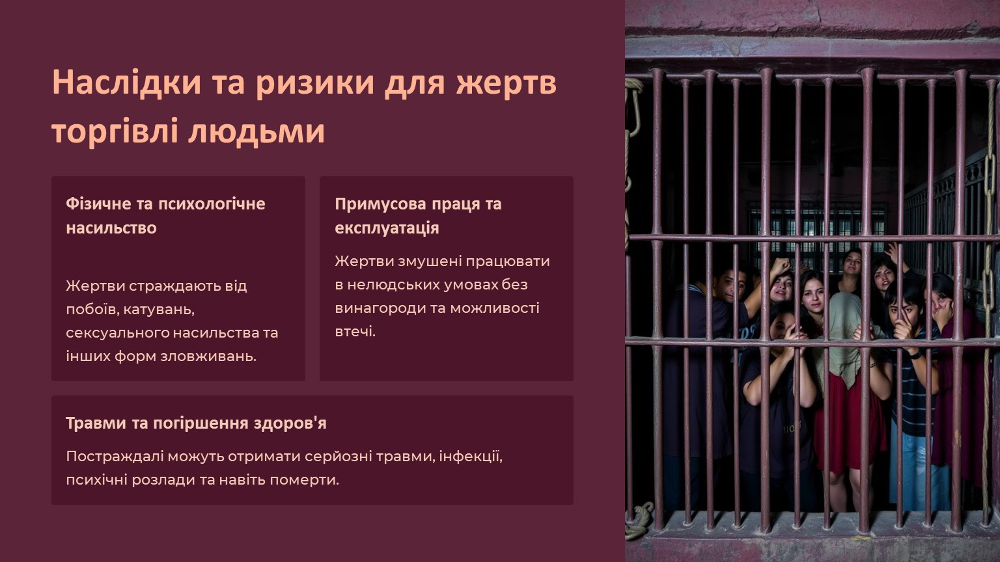 Наслідки та ризики для жертв
торгівлі людьми
Фізичне та психологічне
насильство
Жертви страждають від
побоїв, катувань,
сексуального насильства та
інших форм зловживань.
Примусова праця та
експлуатація
Жертви змушені працювати
в нелюдських умовах без
винагороди та можливості
втечі.
Травми та погіршення здоров'я
Постраждалі можуть отримати серйозні травми, інфекції,
психічні розлади та навіть померти.